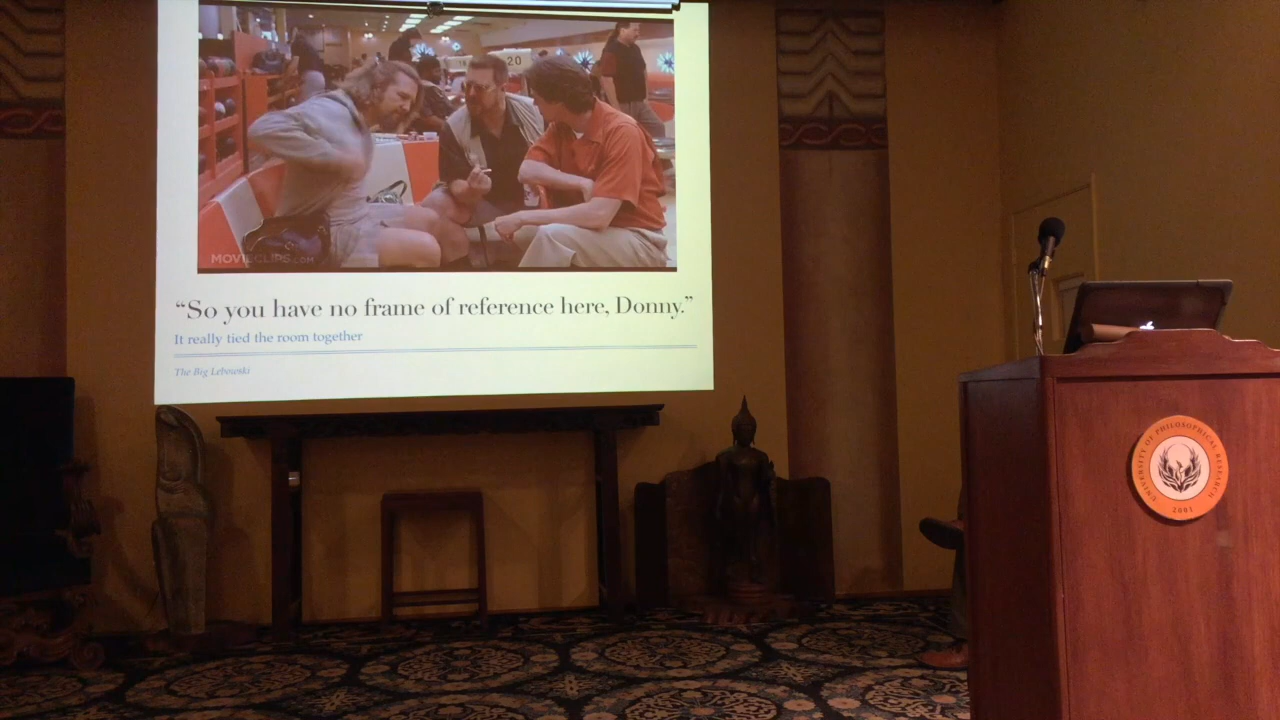 20
MOVIECLIPS.COM
“So you have no frame of reference here, Donny.”
It really tied the room together
The Big Lebowski
UNIVERSITY OF PHILOSOPHICAL RESEARCH
2001